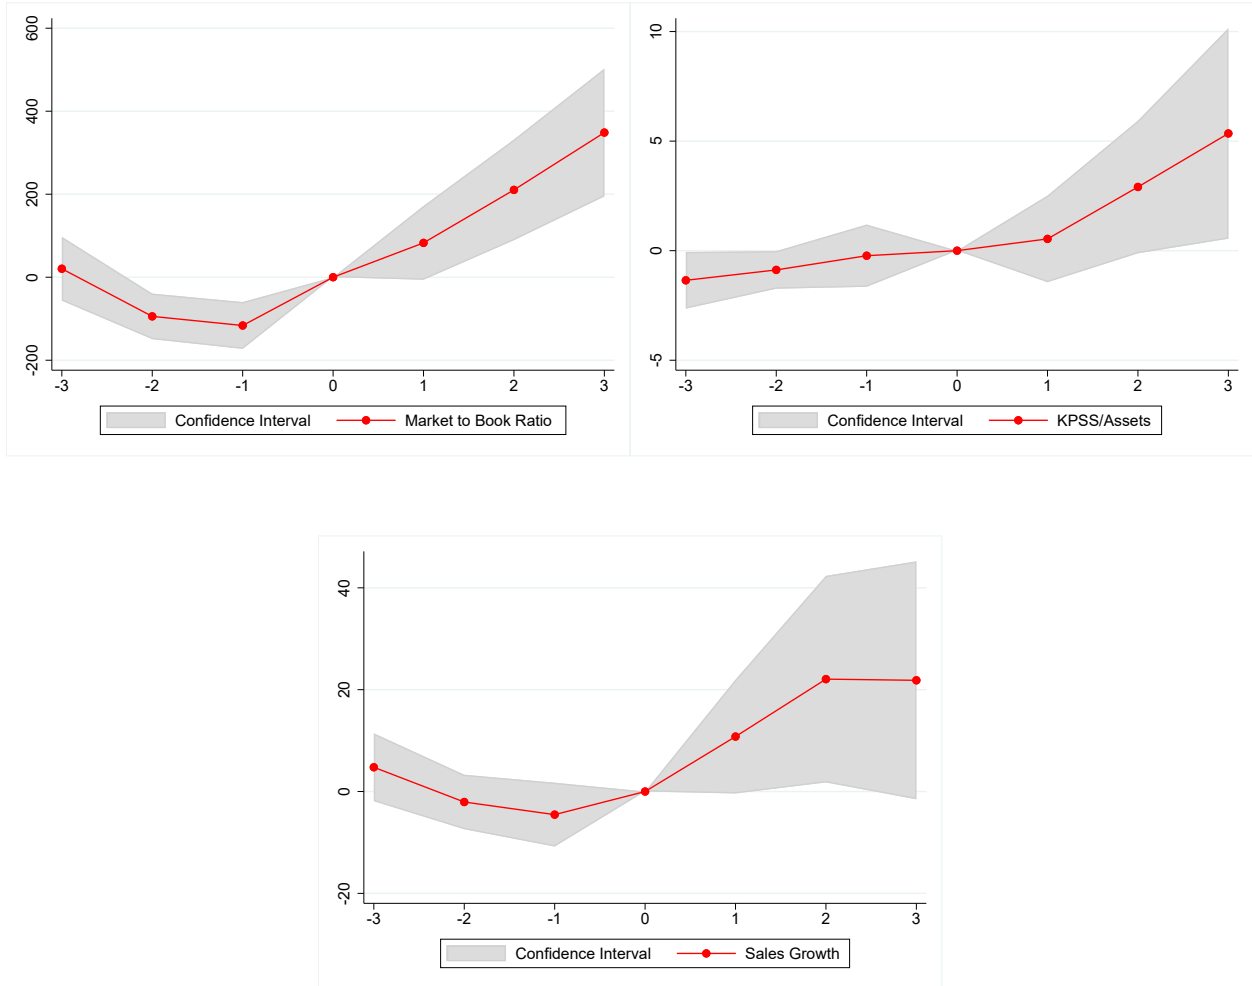 600
400
200
0
-200
-3 -2 -1 0 1 2 3
Confidence Interval Market to Book Ratio
10
5
0
-5
-3 -2 -1 0 1 2 3
Confidence Interval KPSS/Assets
40
20
0
-20
-3 -2 -1 0 1 2 3
Confidence Interval Sales Growth